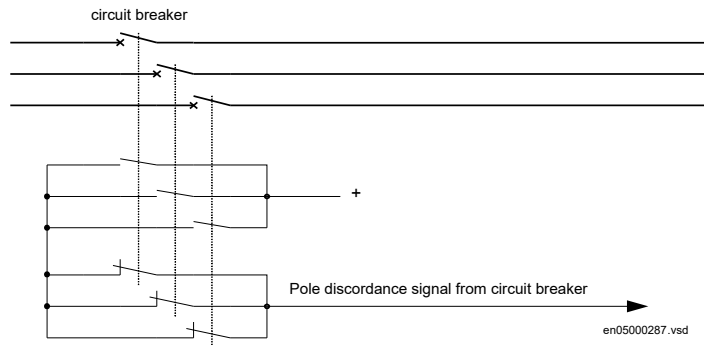 circuit breaker
+
Pole discordance signal from circuit breaker
en05000287.vsd